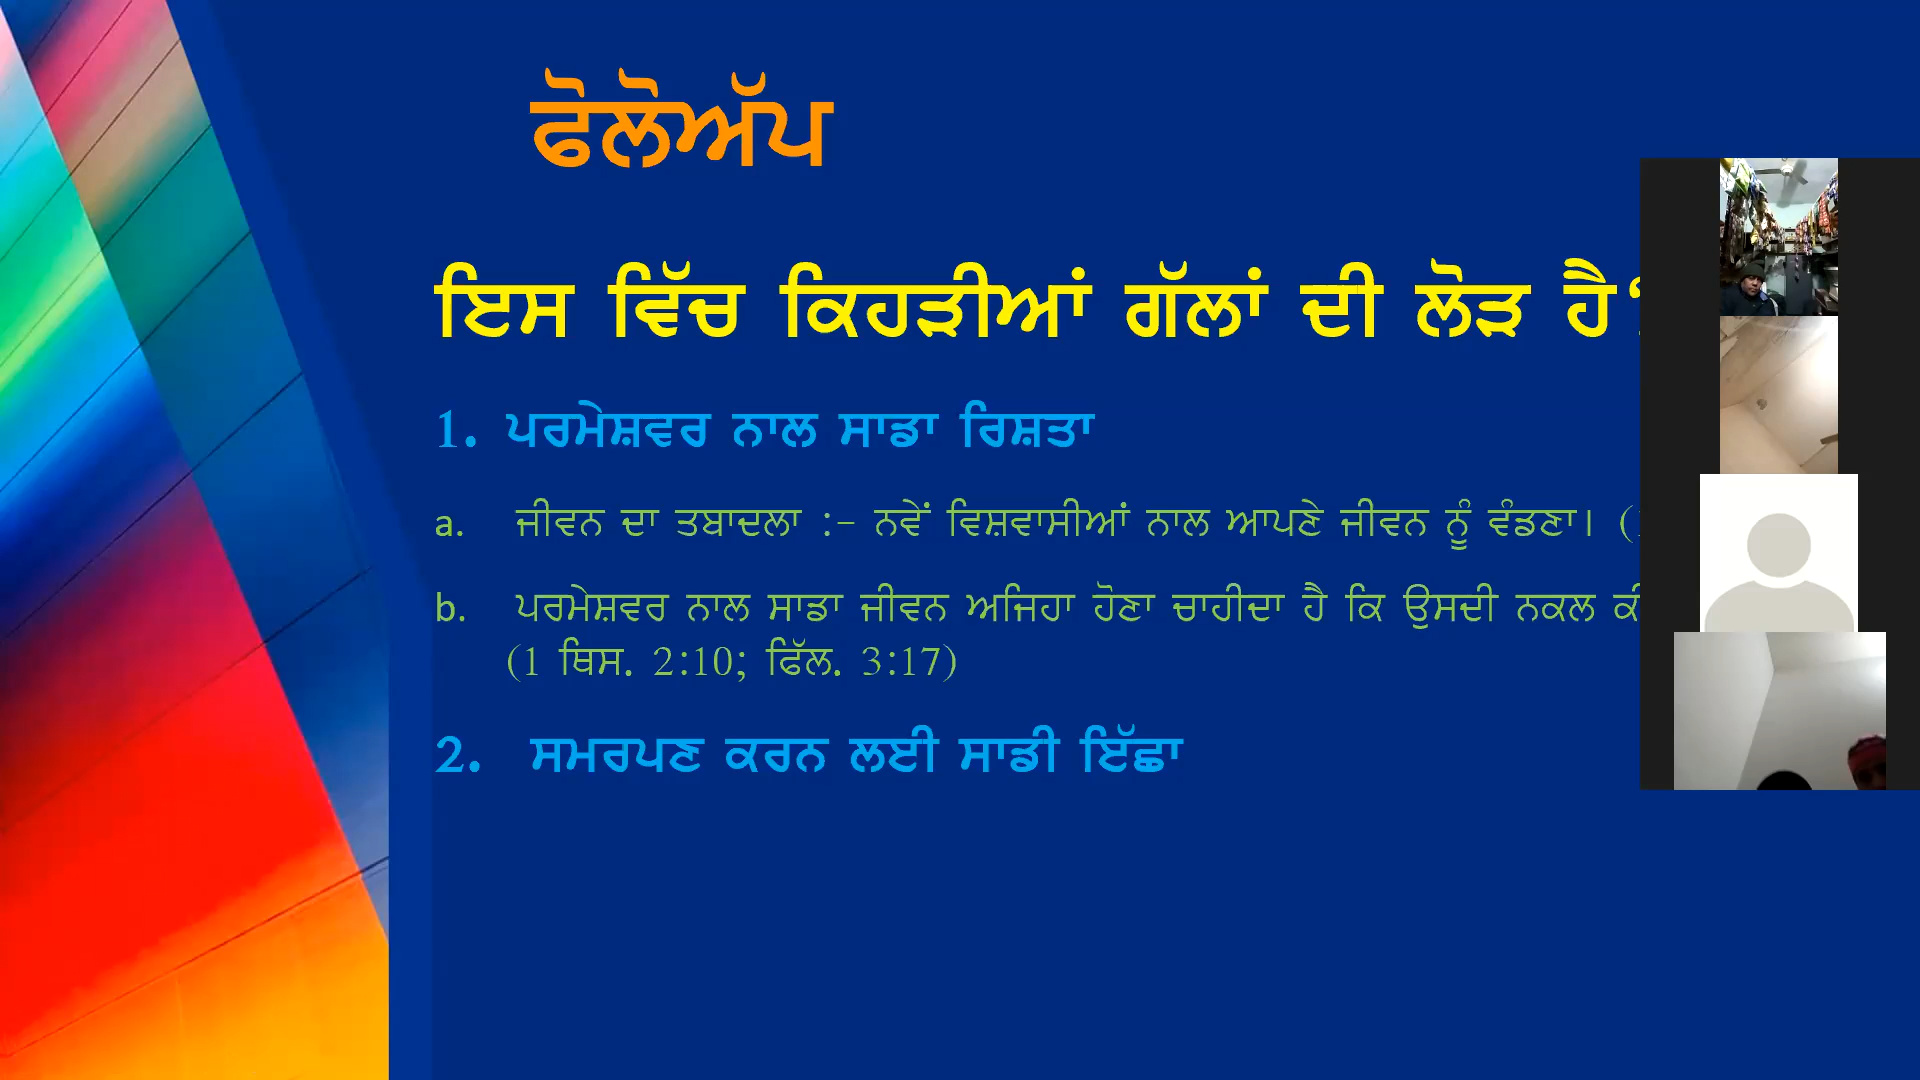 ਫੋਲੋਅੱਪ
ਇਸ ਵਿੱਚ ਕਿਹੜੀਆਂ ਗੱਲਾਂ ਦੀ ਲੋੜ ਹੈ
1. ਪਰਮੇਸ਼ਵਰ ਨਾਲ ਸਾਡਾ ਰਿਸ਼ਤਾ
a. ਜੀਵਨ ਦਾ ਤਬਾਦਲਾ :- ਨਵੇਂ ਵਿਸ਼ਵਾਸੀਆਂ ਨਾਲ ਆਪਣੇ ਜੀਵਨ ਨੂੰ ਵੰਡਣਾ। (
b. ਪਰਮੇਸ਼ਵਰ ਨਾਲ ਸਾਡਾ ਜੀਵਨ ਅਜਿਹਾ ਹੋਣਾ ਚਾਹੀਦਾ ਹੈ ਕਿ ਉਸਦੀ ਨਕਲ
(1 ਥਿਸ. 2:10; ਫਿੱਲ. 3:17)
2. ਸਮਰਪਣ ਕਰਨ ਲਈ ਸਾਡੀ ਇੱਛਾ